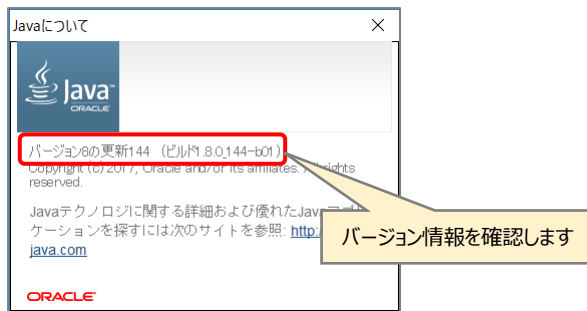 Javaについて
Java
ORACLE
バージョン8の更新144 (ビルド1.8.0_144-b01)
Copyright (c) 2017, Oracle and/or its affiliates. rights
reserved.
Javaテクノロジに関する詳細および優れたJava
ケーションを探すには次のサイトを参照: http:
java.com
バージョン情報を確認します
ORACLE